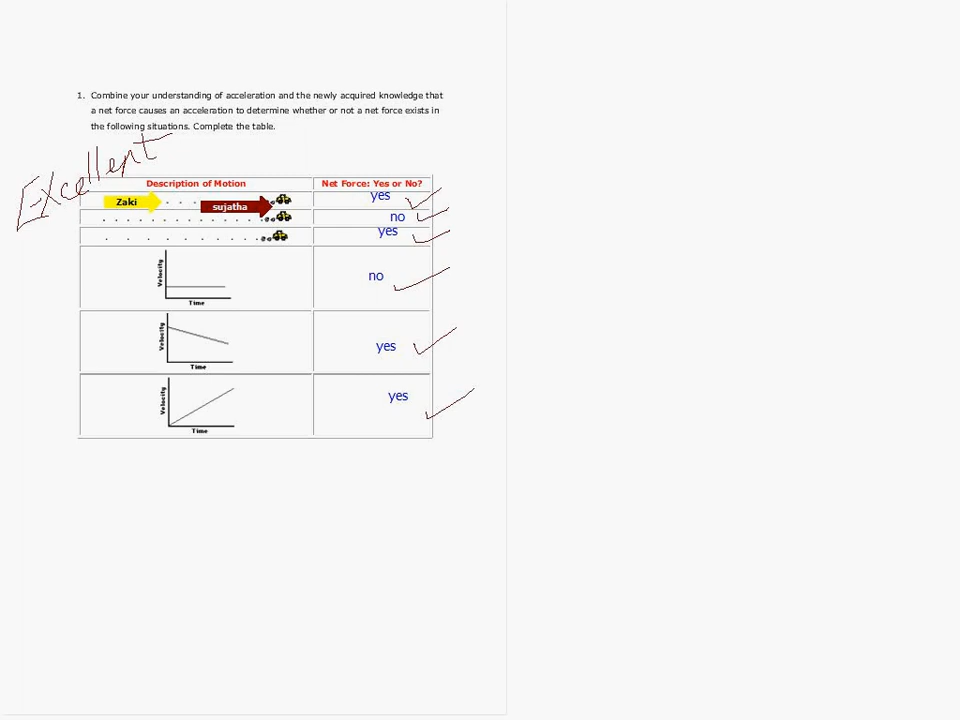 1. Combine your understanding of acceleration and the newly acquired knowledge that
a net force causes an acceleration to determine whether or not a net force exists in
the following situations. Complete the table.
Excellent
Description of Motion Net Force: Yes or No?
Zaki sujatha yes
no
yes
Velocity Time no
Velocity Time yes
Velocity Time yes